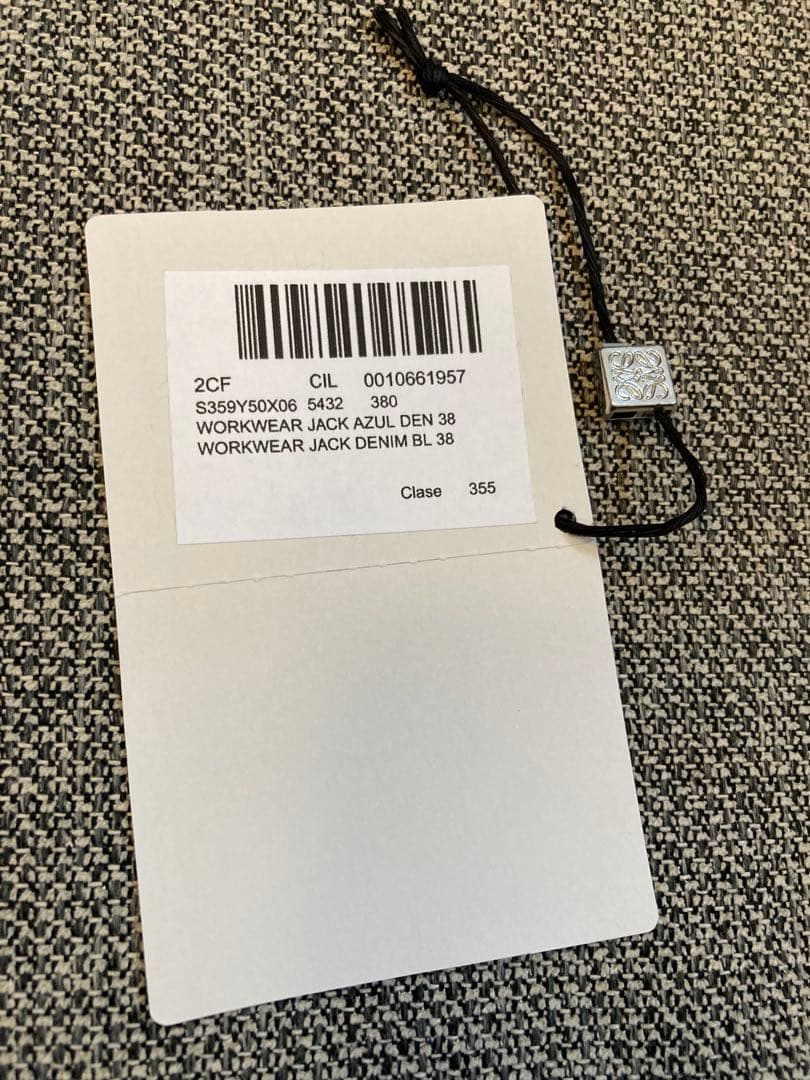 2CF CIL 0010661957
S359Y50X06 5432 380
WORKWEAR JACK AZUL DEN 38
WORKWEAR JACK DENIM BL 38
Clase 355